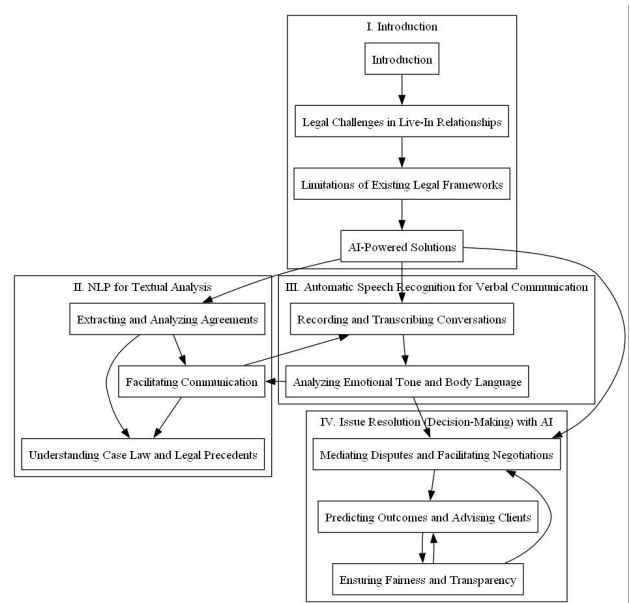 I. Introduction
Introduction
Legal Challenges in Live-In Relationships
Limitations of Existing Legal Frameworks
AI-Powered Solutions
II. NLP for Textual Analysis
Extracting and Analyzing Agreements
Facilitating Communication
Understanding Case Law and Legal Precedents
III. Automatic Speech Recognition for Verbal Communication
Recording and Transcribing Conversations
Analyzing Emotional Tone and Body Language
IV. Issue Resolution (Decision-Making) with AI
Mediating Disputes and Facilitating Negotiations
Predicting Outcomes and Advising Clients
Ensuring Fairness and Transparency